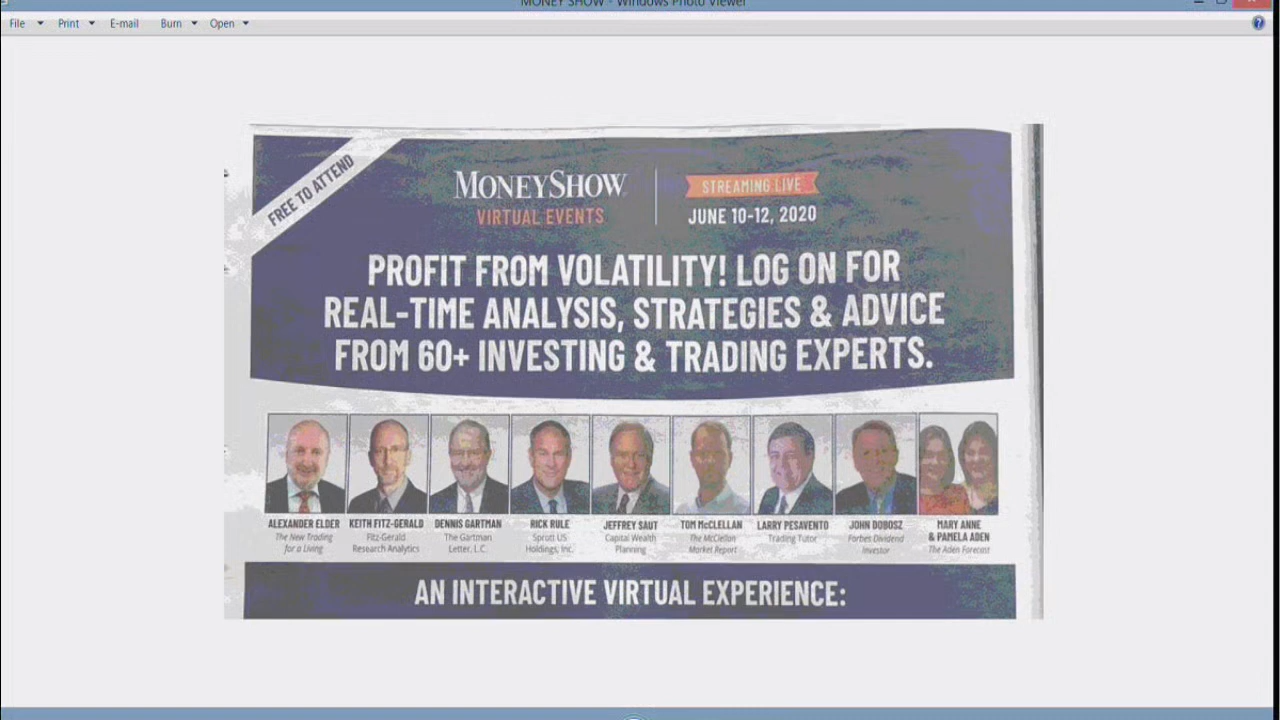 MONEY SHOW - Windows Photo Viewer
File Print E-mail Burn Open
FREE TO ATTEND
MONEYSHOW
VIRTUAL EVENTS
STREAMING LIVE
JUNE 10-12, 2020
PROFIT FROM VOLATILITY! LOG ON FOR
REAL-TIME ANALYSIS, STRATEGIES & ADVICE
FROM 60+ INVESTING & TRADING EXPERTS.
ALEXANDER ELDER
The New Trading
for a Living
KEITH FITZ-GERALD
Fitz-Gerald
Research Analytics
DENNIS GARTMAN
The Gartman
Letter, L.C.
RICK RULE
Sprott US
Holdings, Inc.
JEFFREY SAUT
Capital Wealth
Planning
TOM McCLELLAN
The McClellan
Market Report
LARRY PESAVENTO
Trading Tutor
JOHN DOBOSZ
Forbes Dividend
Investor
MARY ANNE
& PAMELA ADEN
The Aden Forecast
AN INTERACTIVE VIRTUAL EXPERIENCE: